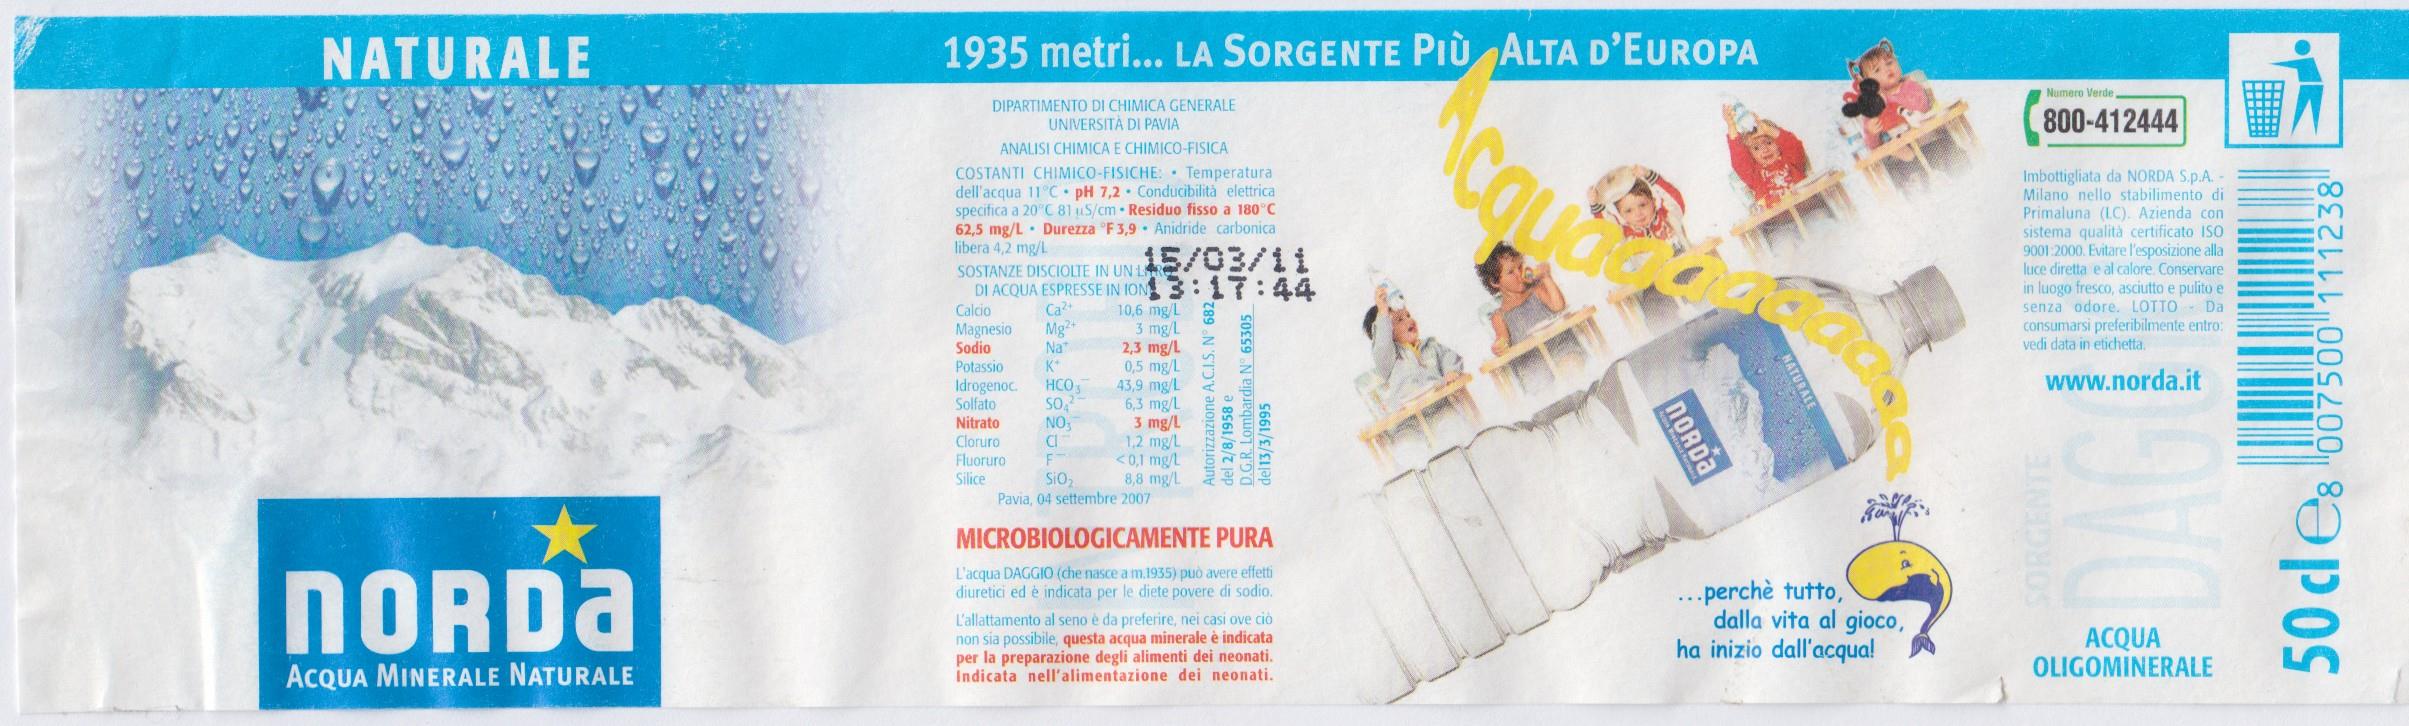 NATURALE
norda
ACQUA MINERALE NATURALE
1935 metri... LA SORGENTE PIÙ ALTA D'EUROPA
DIPARTIMENTO DI CHIMICA GENERALE
UNIVERSITÀ DI PAVIA
ANALISI CHIMICA E CHIMICO-FISICA
COSTANTI CHIMICO-FISICHE: • Temperatura
dell'acqua 11°C • pH 7,2 • Conducibilità elettrica
specifica a 20°C 81 µS/cm • Residuo fisso a 180°C
62,5 mg/L • Durezza °F 3,9 • Anidride carbonica
libera 4,2 mg/L
15/03/11
13:17:44
SOSTANZE DISCIOLTE IN UN LITRO
DI ACQUA ESPRESSE IN IONI
Calcio Ca2+ 10,6 mg/L
Magnesio Mg2+ 3 mg/L
Sodio Na+ 2,3 mg/L
Potassio K+ 0,5 mg/L
Idrogenoc. HCO3− 43,9 mg/L
Solfato SO42− 6,3 mg/L
Nitrato NO3− 3 mg/L
Cloruro Cl− 1,2 mg/L
Fluoruro F− <0,1 mg/L
Silice SiO2 8,8 mg/L
Pavia, 04 settembre 2007
Autorizzazione A.C.I.S. N° 682
del 2/8/1958 e
D.G.R. Lombardia N° 65305
del 13/3/1995
MICROBIOLOGICAMENTE PURA
L'acqua DAGGIO (che nasce a m.1935) può avere effetti
diuretici ed è indicata per le diete povere di sodio.
L'allattamento al seno è da preferire, nei casi ove ciò
non sia possibile, questa acqua minerale è indicata
per la preparazione degli alimenti dei neonati.
Indicata nell'alimentazione dei neonati.
Acquaaaaaaaaaaa
NATURALE
norda
...perchè tutto,
dalla vita al gioco,
ha inizio dall'acqua!
Numero Verde
800-412444
Imbottigliata da NORDA S.p.A. -
Milano nello stabilimento di
Primaluna (LC). Azienda con
sistema qualità certificato ISO
9001:2000. Evitare l'esposizione alla
luce diretta e al calore. Conservare
in luogo fresco, asciutto e pulito e
senza odore. LOTTO - Da
consumarsi preferibilmente entro:
vedi data in etichetta.
www.norda.it
SORGENTE
DAGGIO
ACQUA
OLIGOMINERALE
8 007500 111238
50 cl e